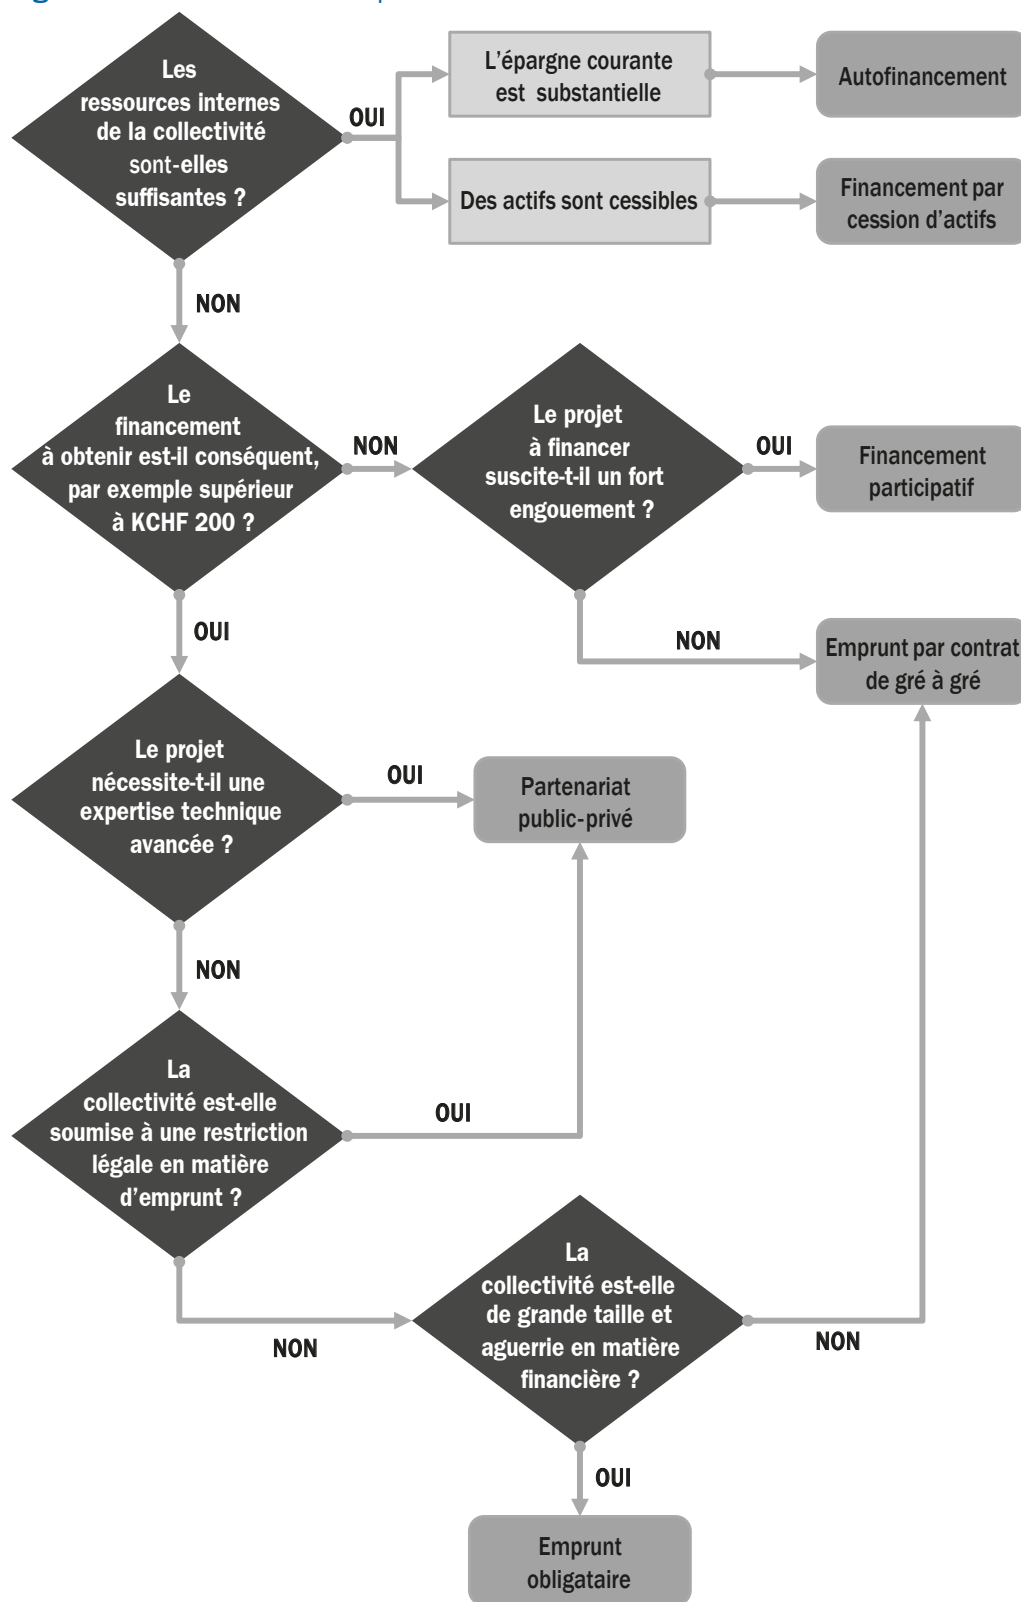 Les
ressources internes
de la collectivité
sont-elles
suffisantes ?
OUI
L'épargne courante
est substantielle
Autofinancement
Des actifs sont cessibles
Financement par
cession d'actifs
NON
Le
financement
à obtenir est-il conséquent,
par exemple supérieur
à KCHF 200 ?
NON
Le projet
à financer
suscite-t-il un fort
engouement ?
OUI
Financement
participatif
OUI
NON
Emprunt par contrat
de gré à gré
Le projet
nécessite-t-il une
expertise technique
avancée ?
OUI
Partenariat
public-privé
NON
La
collectivité est-elle
soumise à une restriction
légale en matière
d'emprunt ?
OUI
NON
La
collectivité est-elle
de grande taille et
aguerrie en matière
financière ?
NON
OUI
Emprunt
obligataire